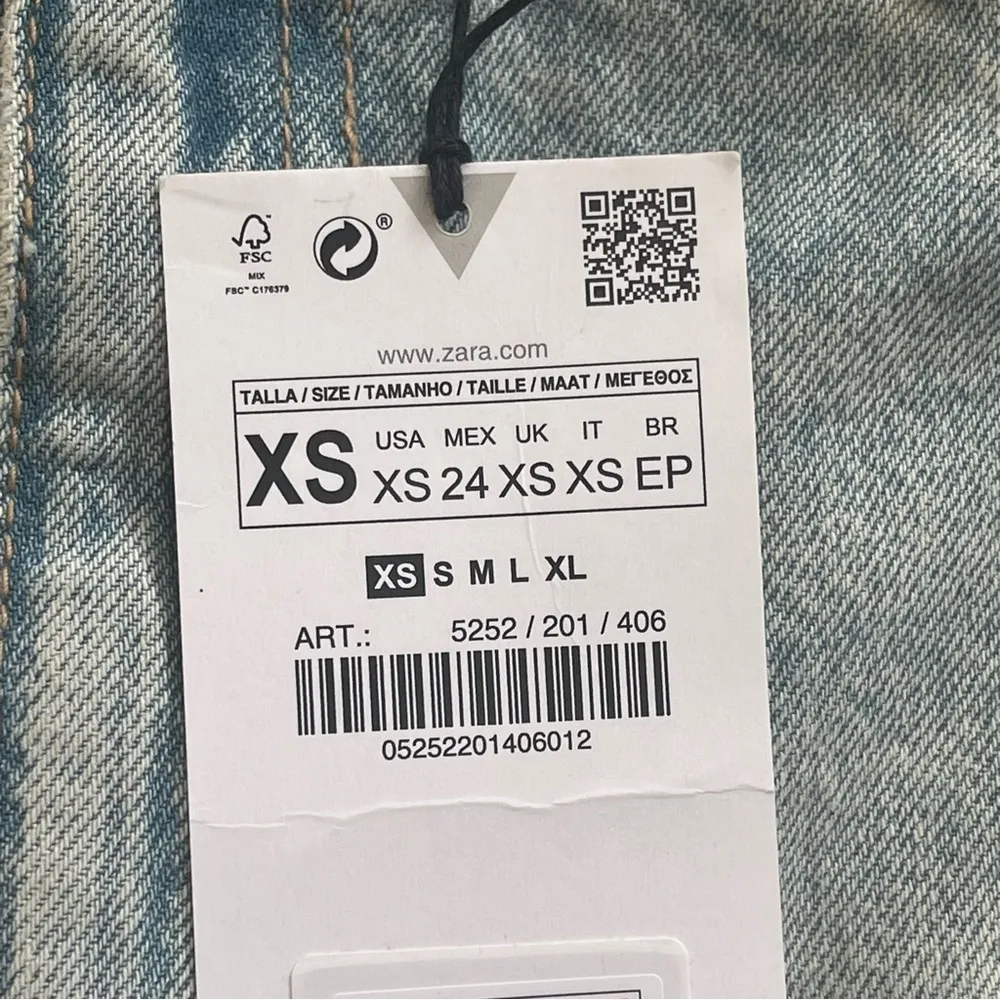 FSC
MIX
FSC™ C176379
®
www.zara.com
TALLA / SIZE / TAMANHO / TAILLE / MAAT / ΜΕΓΕΘΟΣ
XS USA MEX UK IT BR
XS 24 XS XS EP
XS S M L XL
ART.: 5252 / 201 / 406
05252201406012